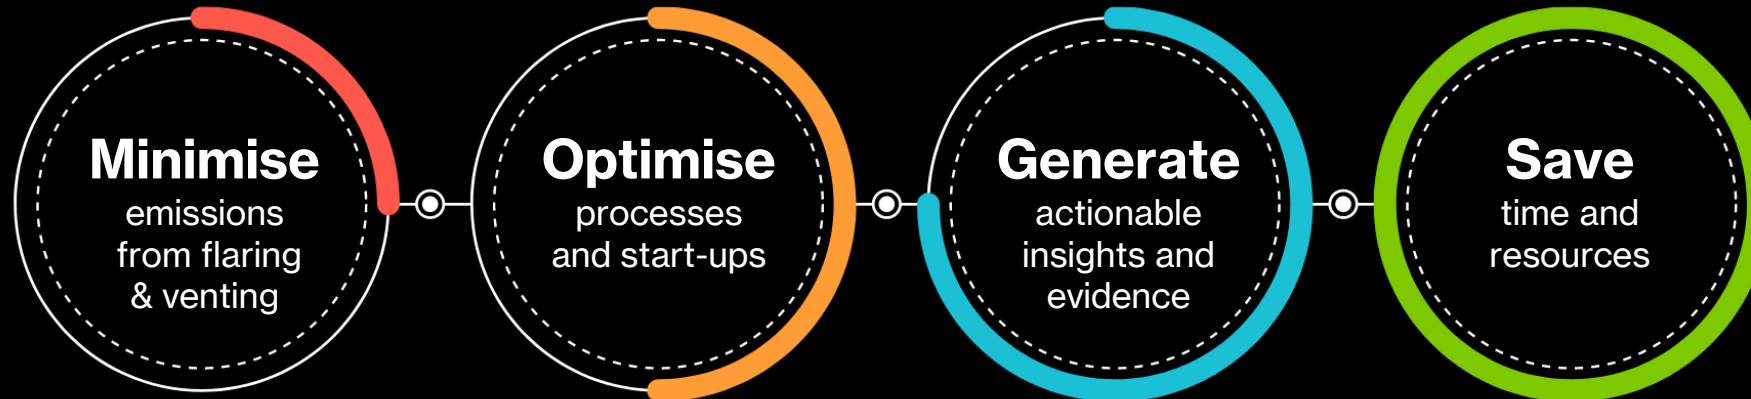 Minimise
emissions
from flaring
& venting
Optimise
processes
and start-ups
Generate
actionable
insights and
evidence
Save
time and
resources